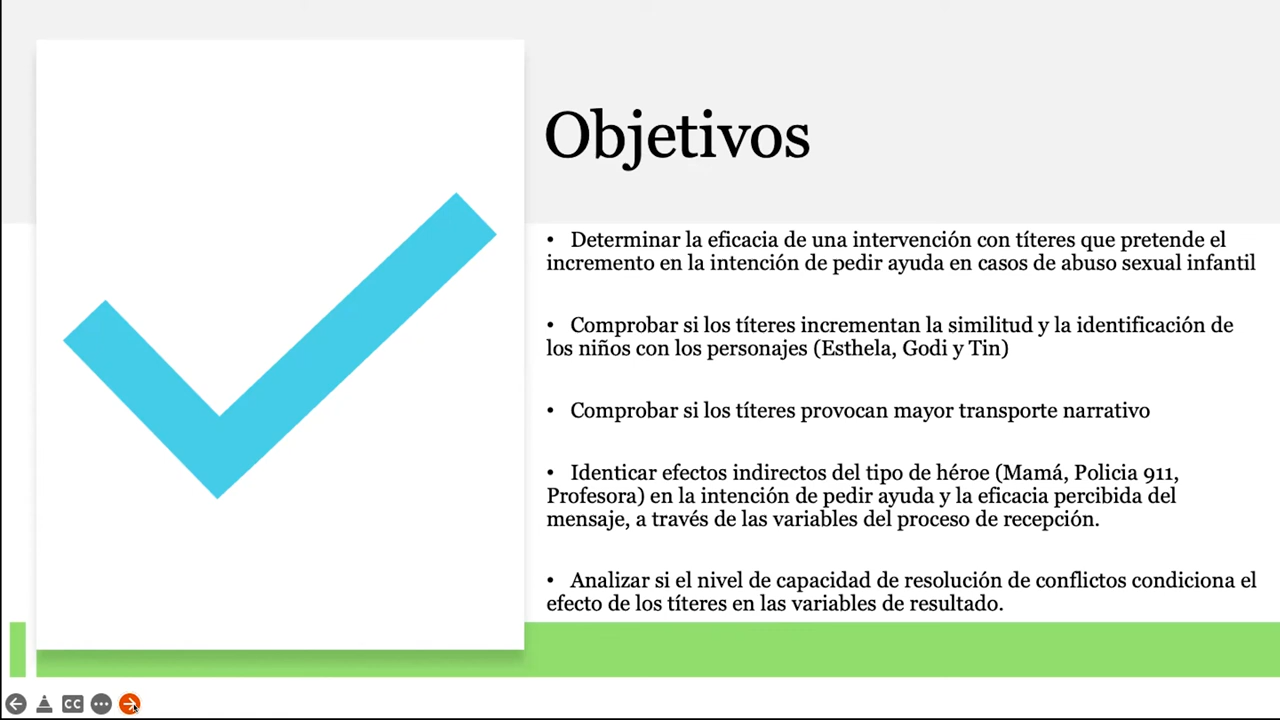 Objetivos
• Determinar la eficacia de una intervención con títeres que pretende el
incremento en la intención de pedir ayuda en casos de abuso sexual infantil
• Comprobar si los títeres incrementan la similitud y la identificación de
los niños con los personajes (Esthela, Godi y Tin)
• Comprobar si los títeres provocan mayor transporte narrativo
• Identicar efectos indirectos del tipo de héroe (Mamá, Policia 911,
Profesora) en la intención de pedir ayuda y la eficacia percibida del
mensaje, a través de las variables del proceso de recepción.
• Analizar si el nivel de capacidad de resolución de conflictos condiciona el
efecto de los títeres en las variables de resultado.
CC